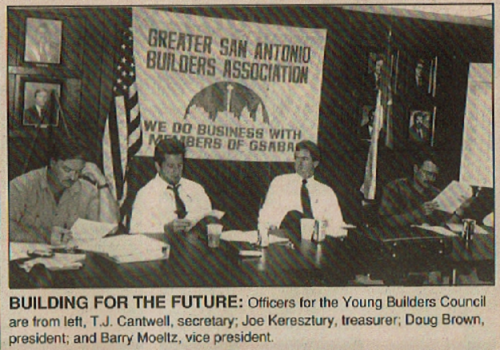 GREATER SAN ANTONIO
BUILDERS ASSOCIATION
WE DO BUSINESS WITH
MEMBERS OF GSABA
BUILDING FOR THE FUTURE: Officers for the Young Builders Council
are from left, T.J. Cantwell, secretary; Joe Keresztury, treasurer; Doug Brown,
president; and Barry Moeltz, vice president.